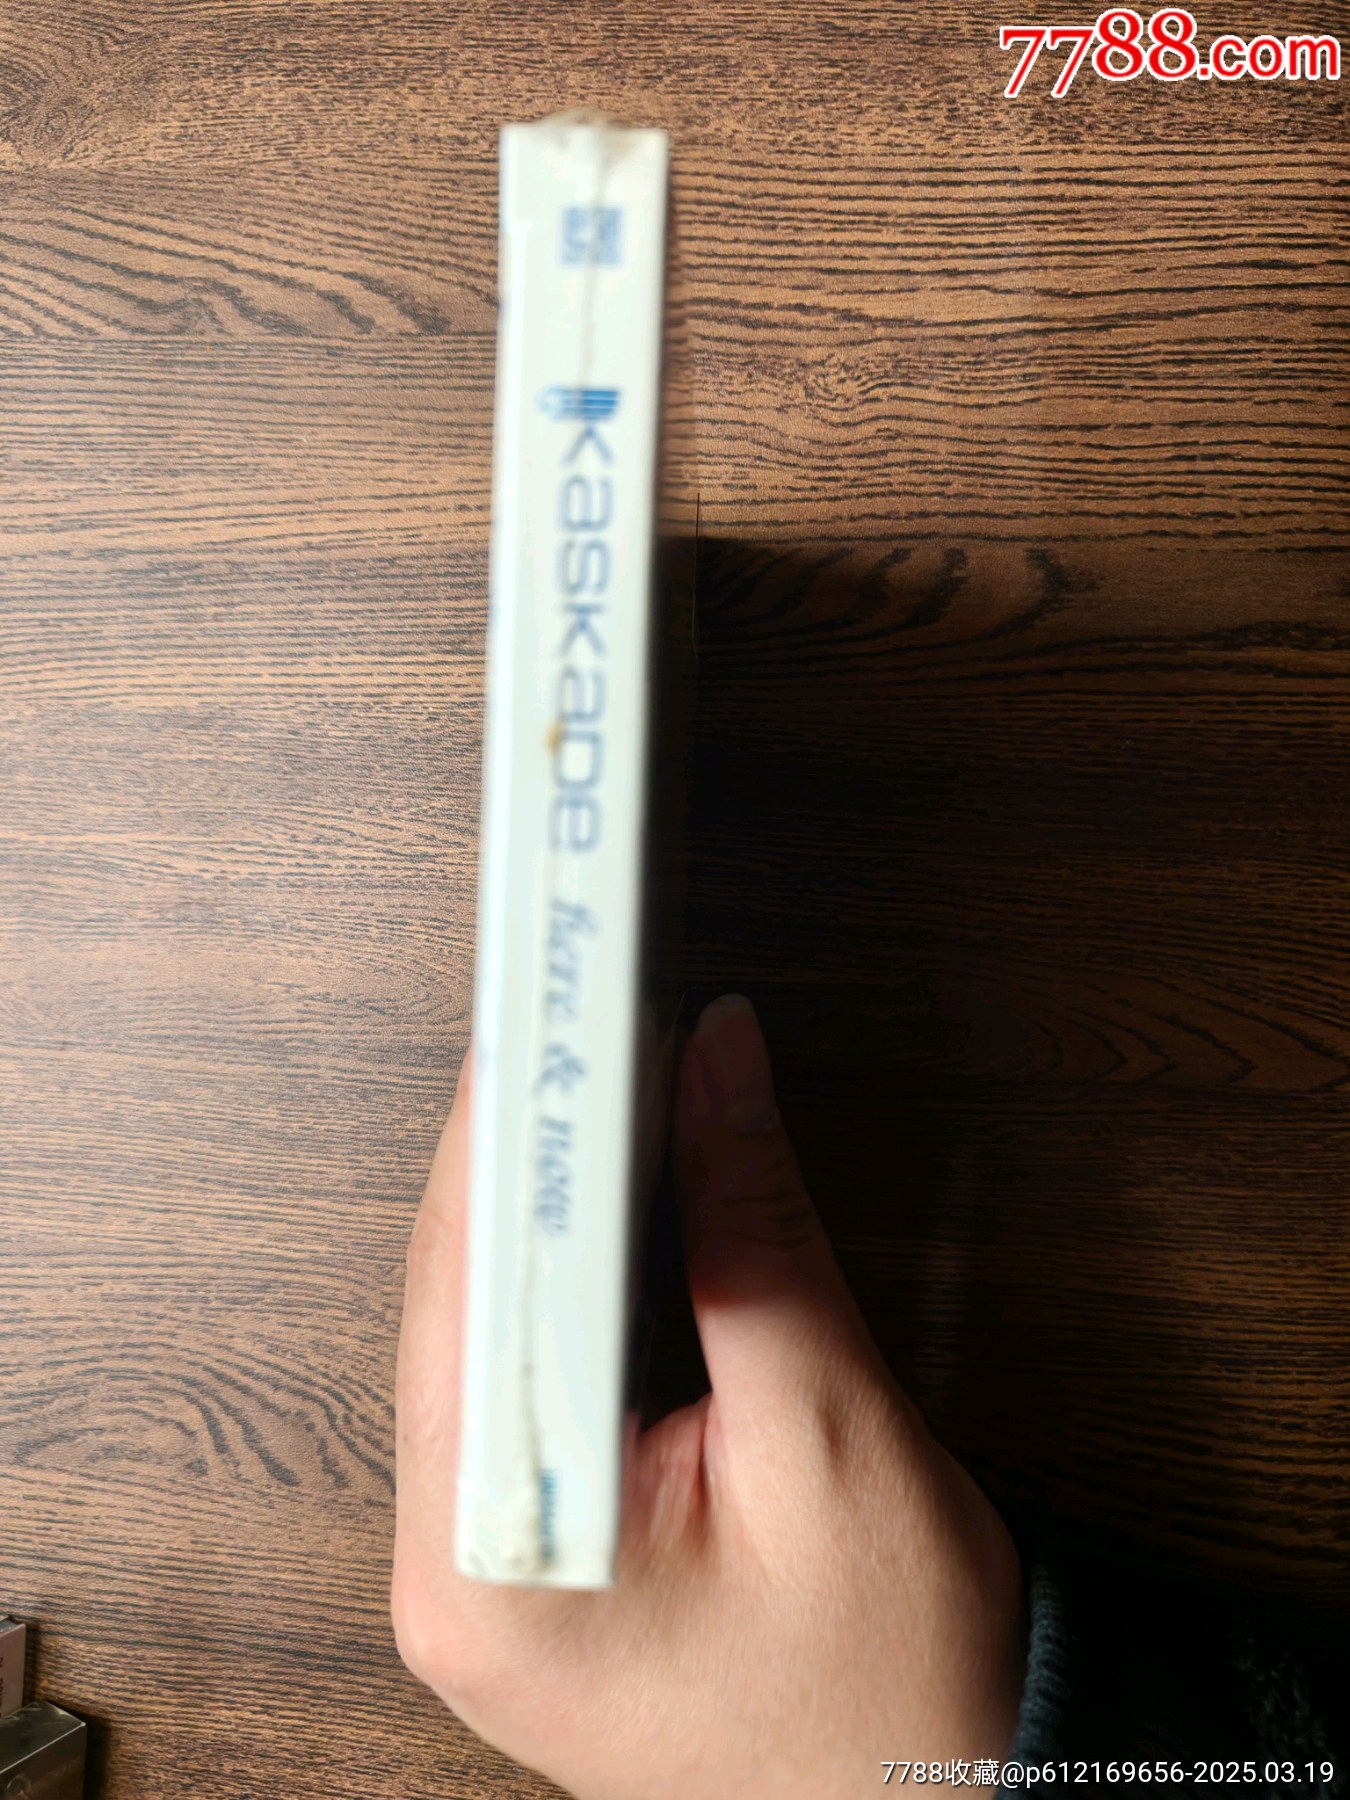 7788.com
kaskade here & now
7788收藏@p612169656-2025.03.19